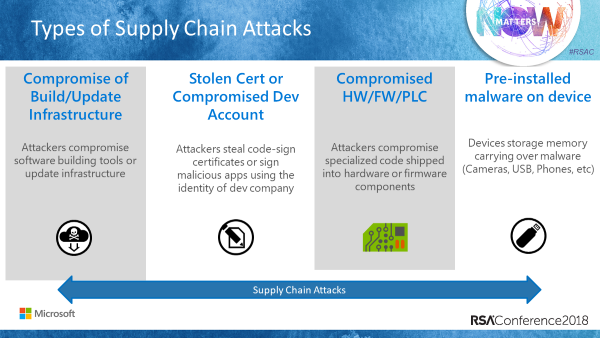 Types of Supply Chain Attacks
MATTERS
NOW
#RSAC
Compromise of
Build/Update
Infrastructure
Attackers compromise
software building tools or
update infrastructure
Stolen Cert or
Compromised Dev
Account
Attackers steal code-sign
certificates or sign
malicious apps using the
identity of dev company
Compromised
HW/FW/PLC
Attackers compromise
specialized code shipped
into hardware or firmware
components
Pre-installed
malware on device
Devices storage memory
carrying over malware
(Cameras, USB, Phones, etc)
Supply Chain Attacks
Microsoft
RSAConference2018